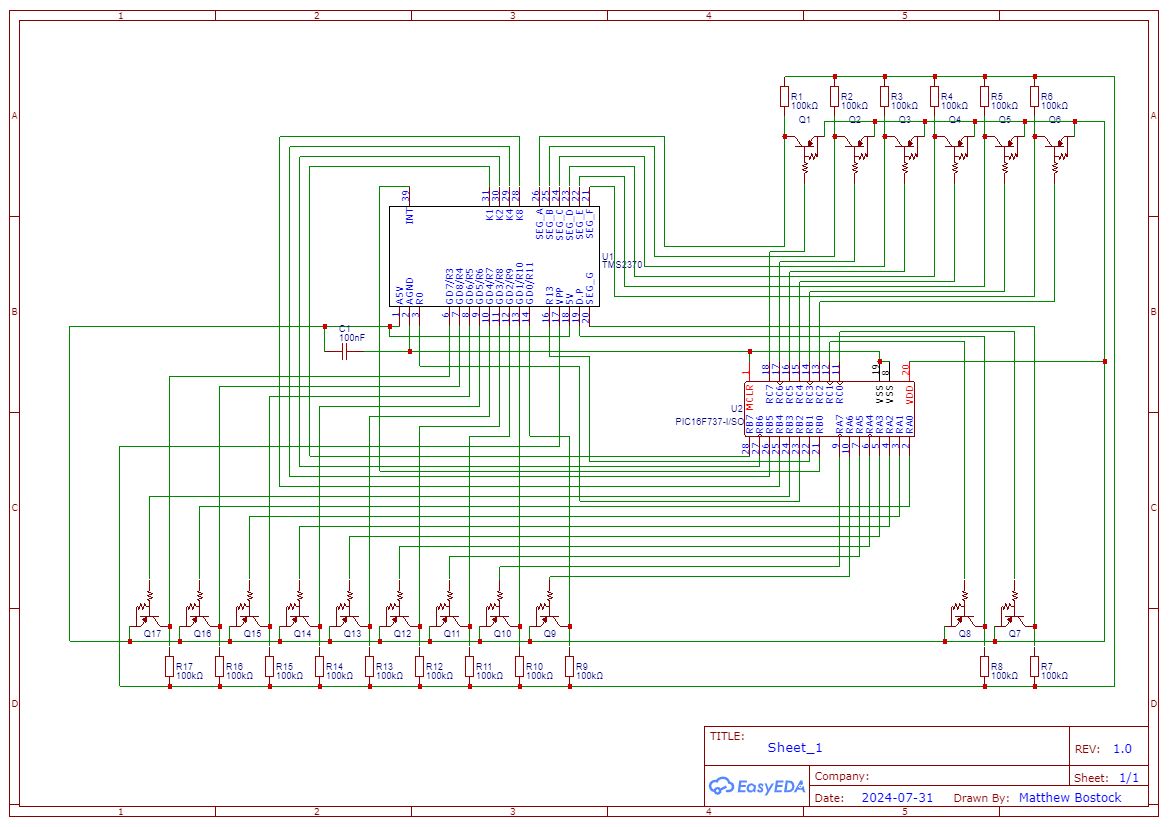 1 2 3 4 5
A A
R1 R2 R3 R4 R5 R6
100kΩ 100kΩ 100kΩ 100kΩ 100kΩ 100kΩ
Q1 Q2 Q3 Q4 Q5 Q6
39 31 30 29 28 26 25 24 23 22 21
INT K1 K2 K4 K8 SEG_A SEG_B SEG_C SEG_D SEG_E SEG_F
U1
TMS2370
A5V AGND R0 GD7/R3 GD8/R4 GD6/R5 GD5/R6 GD4/R7 GD3/R8 GD2/R9 GD1/R10 GD0/R11 R13 VPP 5V D.P SEG_G
B B
1 2 3 6 7 8 9 10 11 12 13 14 16 17 18 19 20
C1
100nF
1 18 17 16 15 14 13 12 11 19 8 20
MCLR RC7 RC6 RC5 RC4 RC3 RC2 RC1 RC0 VSS VSS VDD
U2
PIC16F737-I/SO
RB7 RB6 RB5 RB4 RB3 RB2 RB1 RB0 RA7 RA6 RA5 RA4 RA3 RA2 RA1 RA0
28 27 26 25 24 23 22 21 9 10 7 6 5 4 3 2
C C
Q17 Q16 Q15 Q14 Q13 Q12 Q11 Q10 Q9 Q8 Q7
R17 R16 R15 R14 R13 R12 R11 R10 R9 R8 R7
100kΩ 100kΩ 100kΩ 100kΩ 100kΩ 100kΩ 100kΩ 100kΩ 100kΩ 100kΩ 100kΩ
D D
TITLE:
Sheet_1
REV: 1.0
EasyEDA
Company:
Sheet: 1/1
Date: 2024-07-31 Drawn By: Matthew Bostock
1 2 3 4 5